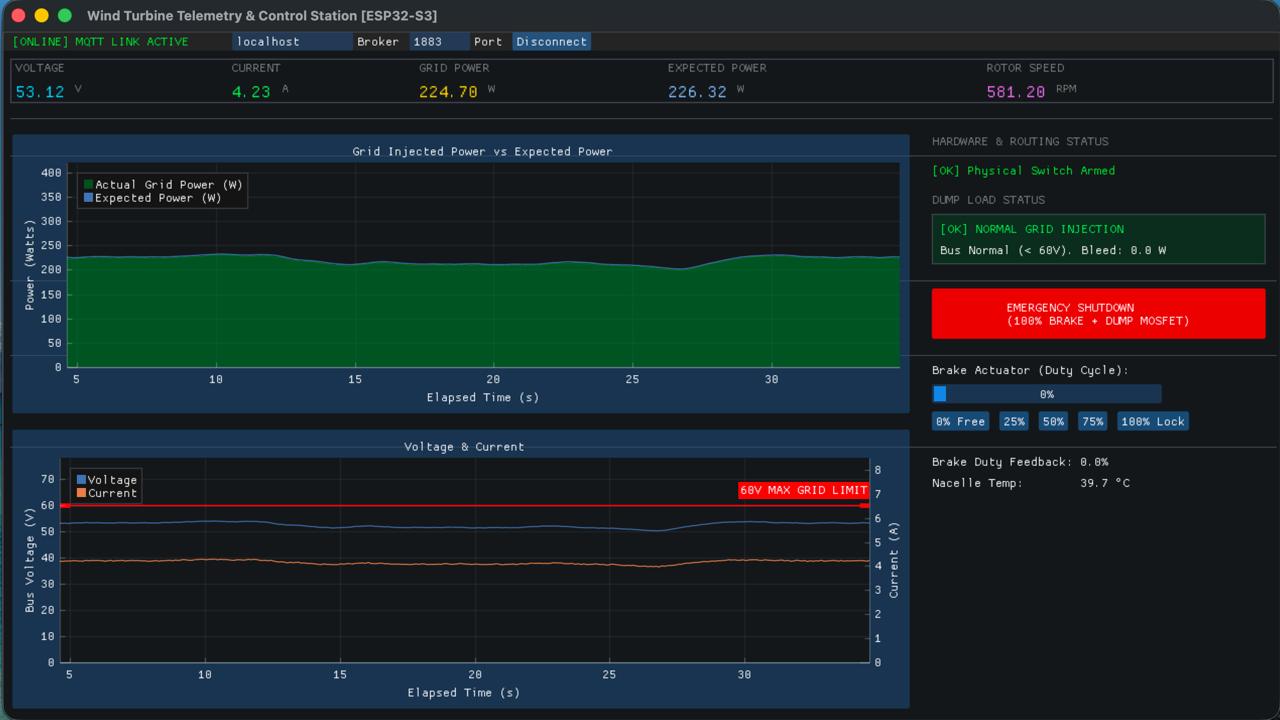 Wind Turbine Telemetry & Control Station [ESP32-S3]
[ONLINE] MQTT LINK ACTIVE localhost Broker 1883 Port Disconnect
VOLTAGE CURRENT GRID POWER EXPECTED POWER ROTOR SPEED
53.12 V 4.23 A 224.70 W 226.32 W 581.20 RPM
Grid Injected Power vs Expected Power
Actual Grid Power (W)
Expected Power (W)
Power (Watts)
400
350
300
250
200
150
100
50
0
5 10 15 20 25 30
Elapsed Time (s)
Voltage & Current
Voltage
Current
60V MAX GRID LIMIT
Bus Voltage (V)
70
60
50
40
30
20
10
0
8
7
6
5
4
3
2
1
0
Current (A)
5 10 15 20 25 30
Elapsed Time (s)
HARDWARE & ROUTING STATUS
[OK] Physical Switch Armed
DUMP LOAD STATUS
[OK] NORMAL GRID INJECTION
Bus Normal (< 60V). Bleed: 0.0 W
EMERGENCY SHUTDOWN
(100% BRAKE + DUMP MOSFET)
Brake Actuator (Duty Cycle):
0%
0% Free 25% 50% 75% 100% Lock
Brake Duty Feedback: 0.0%
Nacelle Temp: 39.7 °C